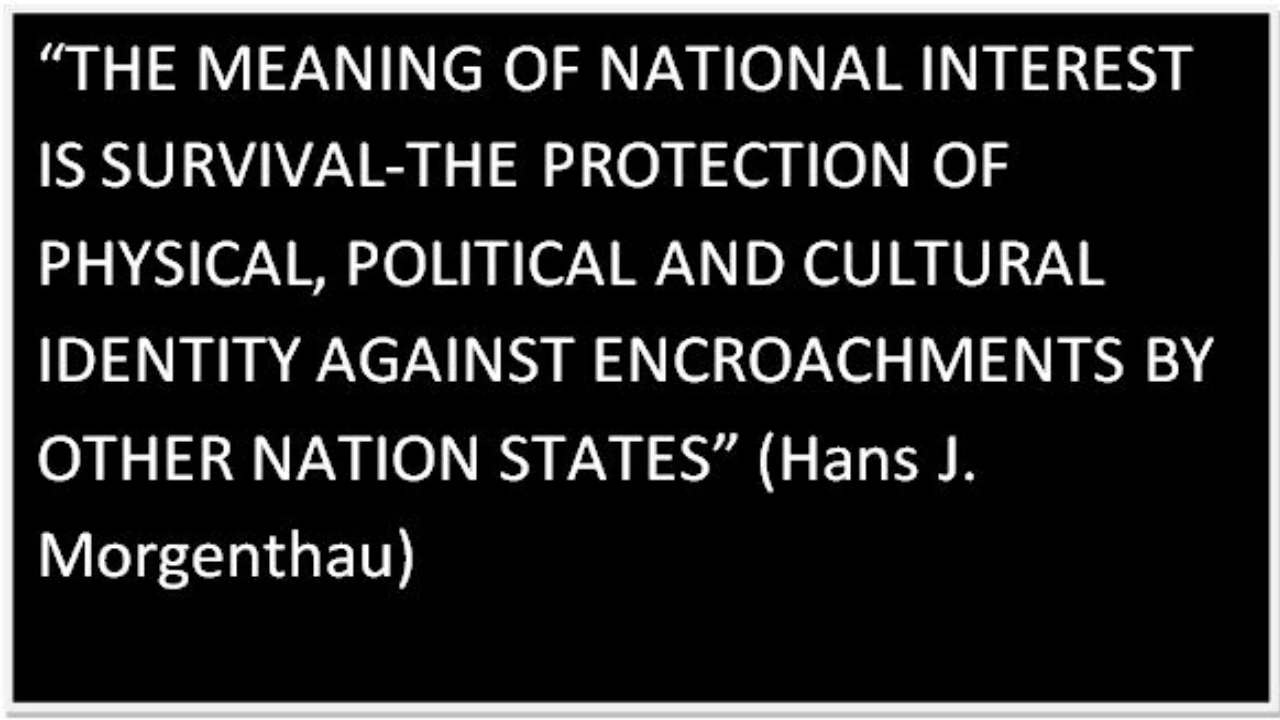 “THE MEANING OF NATIONAL INTEREST
IS SURVIVAL-THE PROTECTION OF
PHYSICAL, POLITICAL AND CULTURAL
IDENTITY AGAINST ENCROACHMENTS BY
OTHER NATION STATES” (Hans J.
Morgenthau)